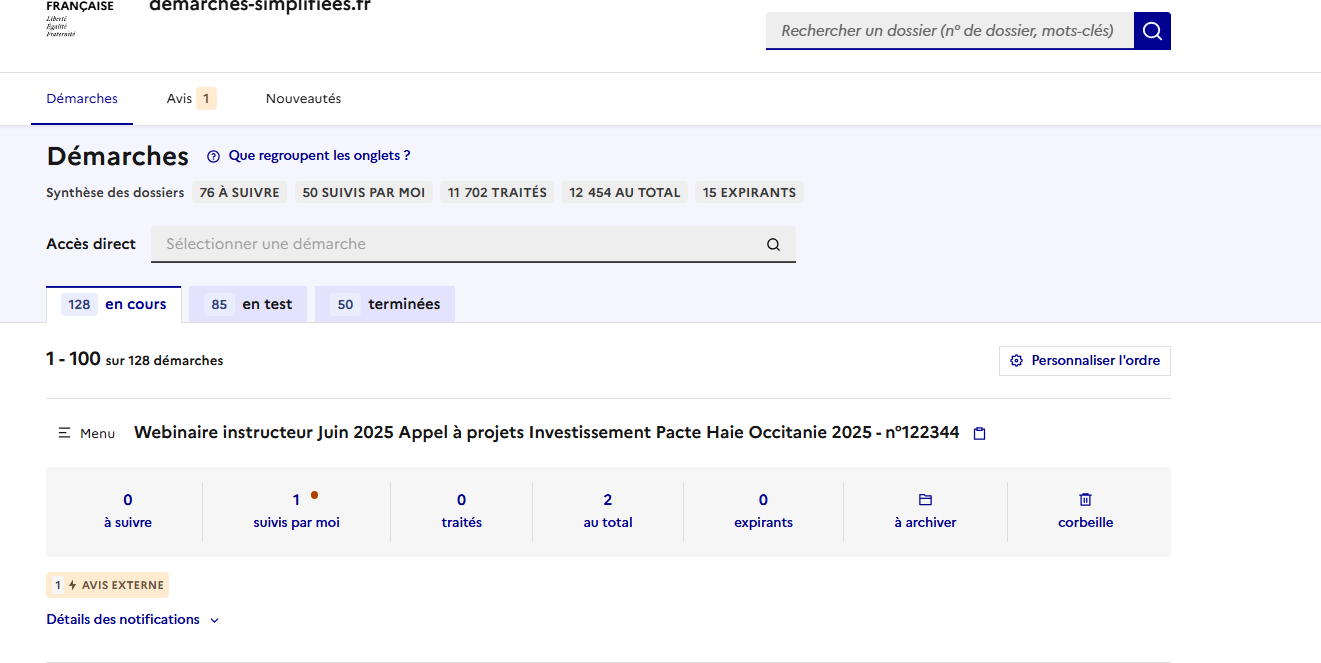 FRANÇAISE
Liberté
Égalité
Fraternité
demarches-simplifiees.fr
Rechercher un dossier (n° de dossier, mots-clés)
Démarches Avis 1 Nouveautés
Démarches Que regroupent les onglets ?
Synthèse des dossiers 76 À SUIVRE 50 SUIVIS PAR MOI 11 702 TRAITÉS 12 454 AU TOTAL 15 EXPIRANTS
Accès direct Sélectionner une démarche
128 en cours 85 en test 50 terminées
1 - 100 sur 128 démarches Personnaliser l'ordre
Menu Webinaire instructeur Juin 2025 Appel à projets Investissement Pacte Haie Occitanie 2025 - n°122344
0 1 0 2 0
à suivre suivis par moi traités au total expirants à archiver corbeille
1 AVIS EXTERNE
Détails des notifications